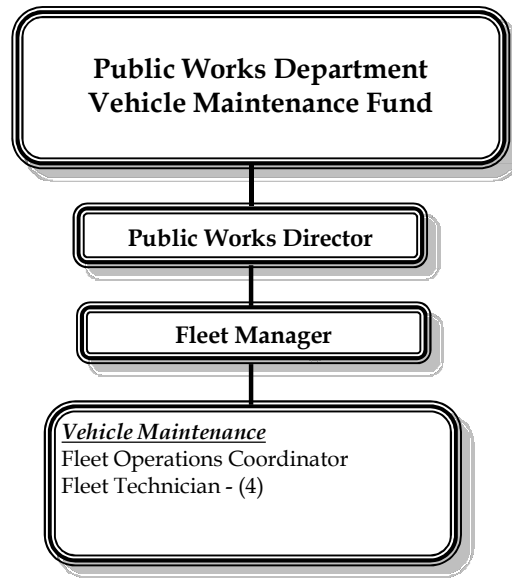 Public Works Department
Vehicle Maintenance Fund
Public Works Director
Fleet Manager
Vehicle Maintenance
Fleet Operations Coordinator
Fleet Technician - (4)